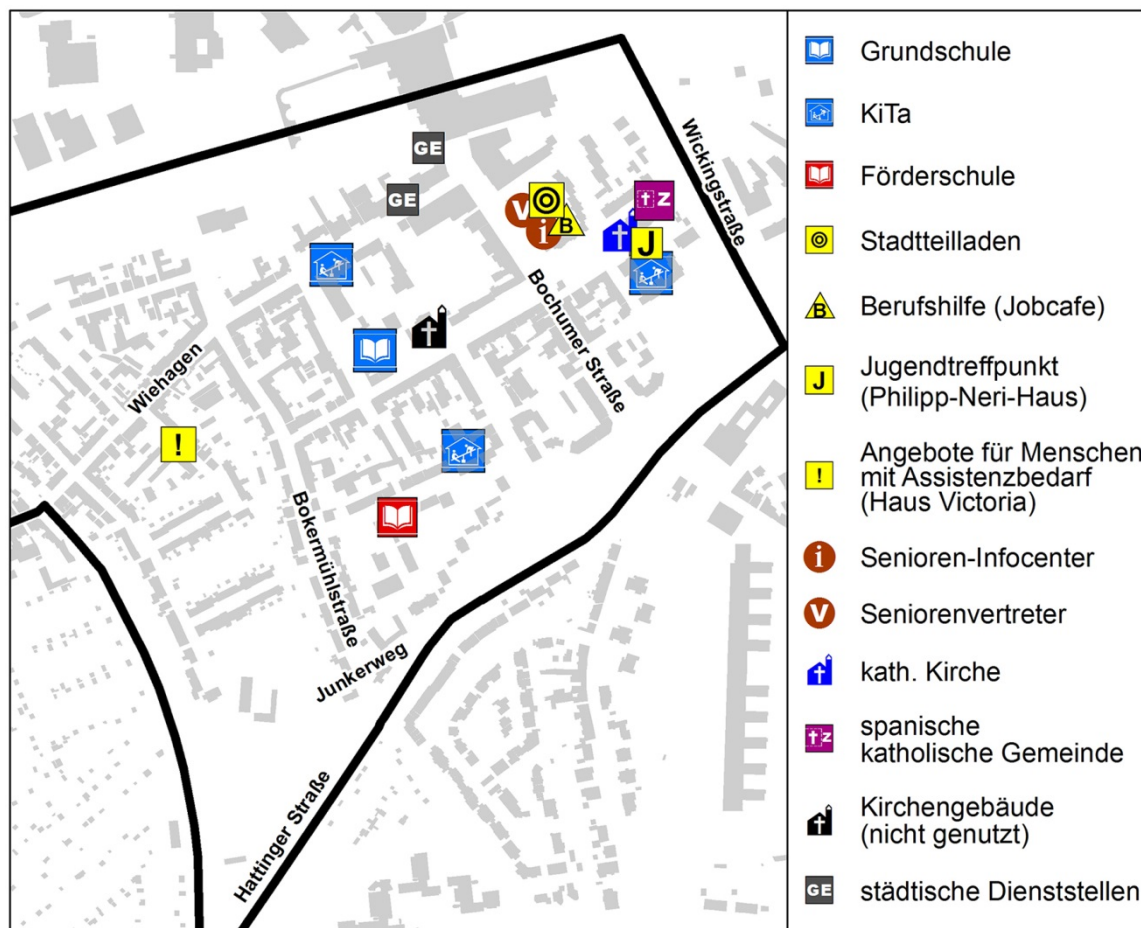 GE
GE
V
i
B
Z
J
Wickingstraße
Bochumer Straße
Wiehagen
!
Bokermühlstraße
Junkerweg
Hattinger Straße
Grundschule
KiTa
Förderschule
Stadtteilladen
B
Berufshilfe (Jobcafe)
J
Jugendtreffpunkt
(Philipp-Neri-Haus)
!
Angebote für Menschen
mit Assistenzbedarf
(Haus Victoria)
i
Senioren-Infocenter
V
Seniorenvertreter
kath. Kirche
Z
spanische
katholische Gemeinde
Kirchengebäude
(nicht genutzt)
GE
städtische Dienststellen